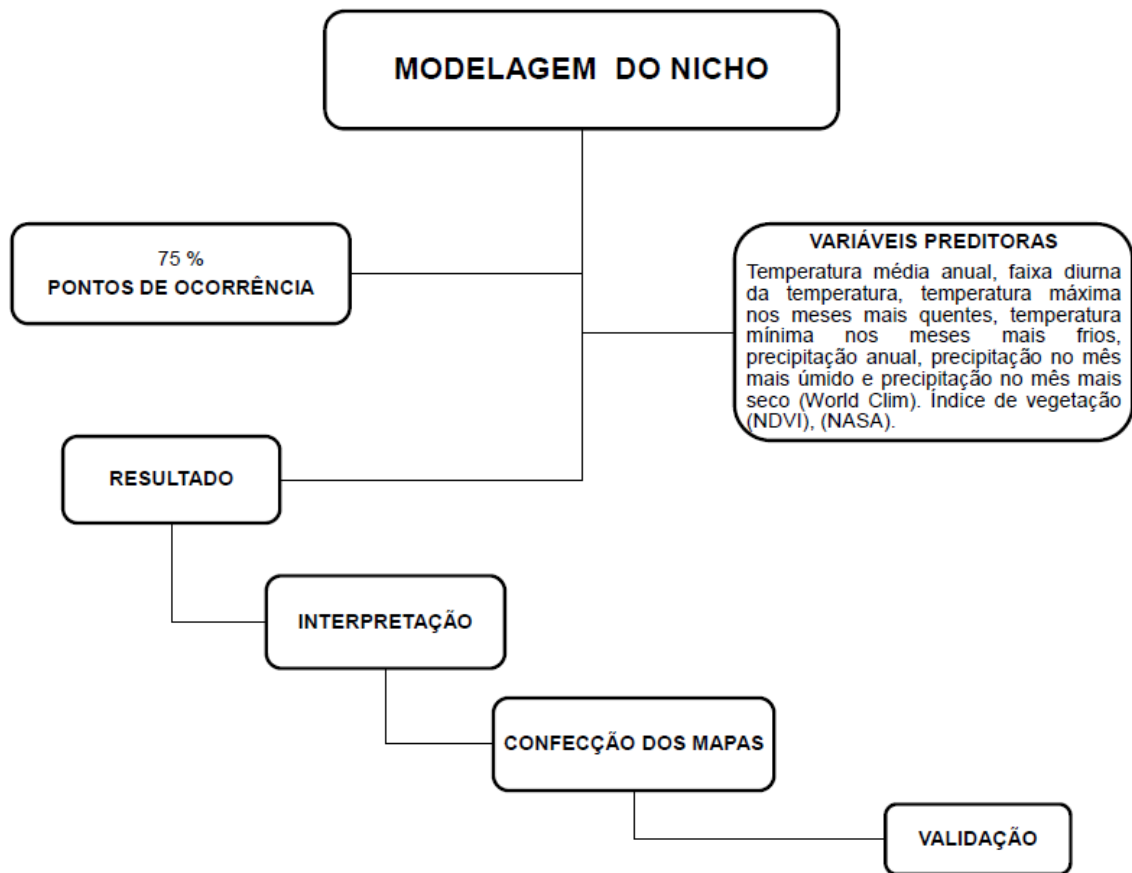 MODELAGEM DO NICHO
75 %
PONTOS DE OCORRÊNCIA
VARIÁVEIS PREDITORAS
Temperatura média anual, faixa diurna
da temperatura, temperatura máxima
nos meses mais quentes, temperatura
mínima nos meses mais frios,
precipitação anual, precipitação no mês
mais úmido e precipitação no mês mais
seco (World Clim). Índice de vegetação
(NDVI), (NASA).
RESULTADO
INTERPRETAÇÃO
CONFECÇÃO DOS MAPAS
VALIDAÇÃO